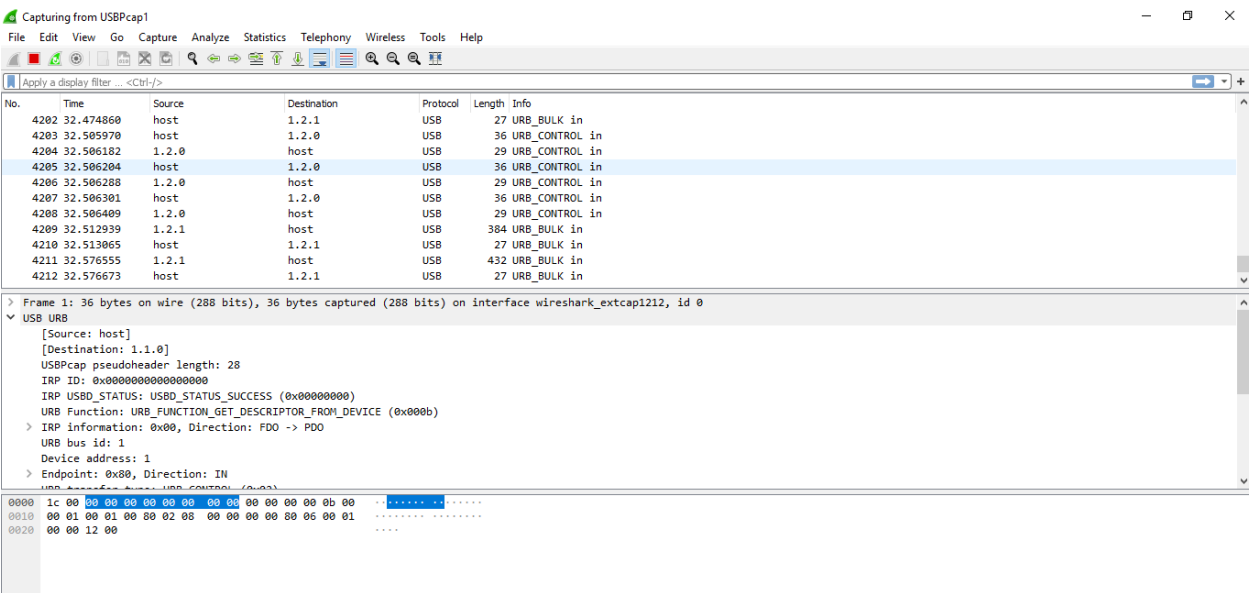 Capturing from USBPcap1
File Edit View Go Capture Analyze Statistics Telephony Wireless Tools Help
Apply a display filter ... <Ctrl-/>
No. Time Source Destination Protocol Length Info
4202 32.474860 host 1.2.1 USB 27 URB_BULK in
4203 32.505970 host 1.2.0 USB 36 URB_CONTROL in
4204 32.506182 1.2.0 host USB 29 URB_CONTROL in
4205 32.506204 host 1.2.0 USB 36 URB_CONTROL in
4206 32.506288 1.2.0 host USB 29 URB_CONTROL in
4207 32.506301 host 1.2.0 USB 36 URB_CONTROL in
4208 32.506409 1.2.0 host USB 29 URB_CONTROL in
4209 32.512939 1.2.1 host USB 384 URB_BULK in
4210 32.513065 host 1.2.1 USB 27 URB_BULK in
4211 32.576555 1.2.1 host USB 432 URB_BULK in
4212 32.576673 host 1.2.1 USB 27 URB_BULK in
Frame 1: 36 bytes on wire (288 bits), 36 bytes captured (288 bits) on interface wireshark_extcap1212, id 0
USB URB
[Source: host]
[Destination: 1.1.0]
USBPcap pseudoheader length: 28
IRP ID: 0x0000000000000000
IRP USBD_STATUS: USBD_STATUS_SUCCESS (0x00000000)
URB Function: URB_FUNCTION_GET_DESCRIPTOR_FROM_DEVICE (0x000b)
IRP information: 0x00, Direction: FDO -> PDO
URB bus id: 1
Device address: 1
Endpoint: 0x80, Direction: IN
URB transfer type: URB_CONTROL (0x02)
0000 1c 00 00 00 00 00 00 00 00 00 00 00 00 00 0b 00 ········ ········
0010 00 01 00 01 00 80 02 08 00 00 00 00 80 06 00 01 ········ ········
0020 00 00 12 00 ····